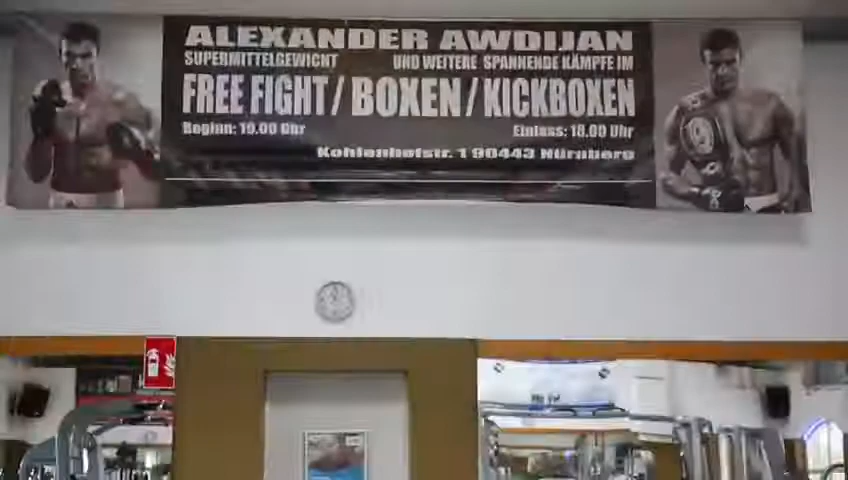 ALEXANDER AWDIJAN
SUPERMITTELGEWICHT UND WEITERE SPANNENDE KÄMPFE IM
FREE FIGHT / BOXEN / KICKBOXEN
Beginn: 19.00 Uhr Einlass: 18.00 Uhr
Kohlenhofstr. 1 90443 Nürnberg